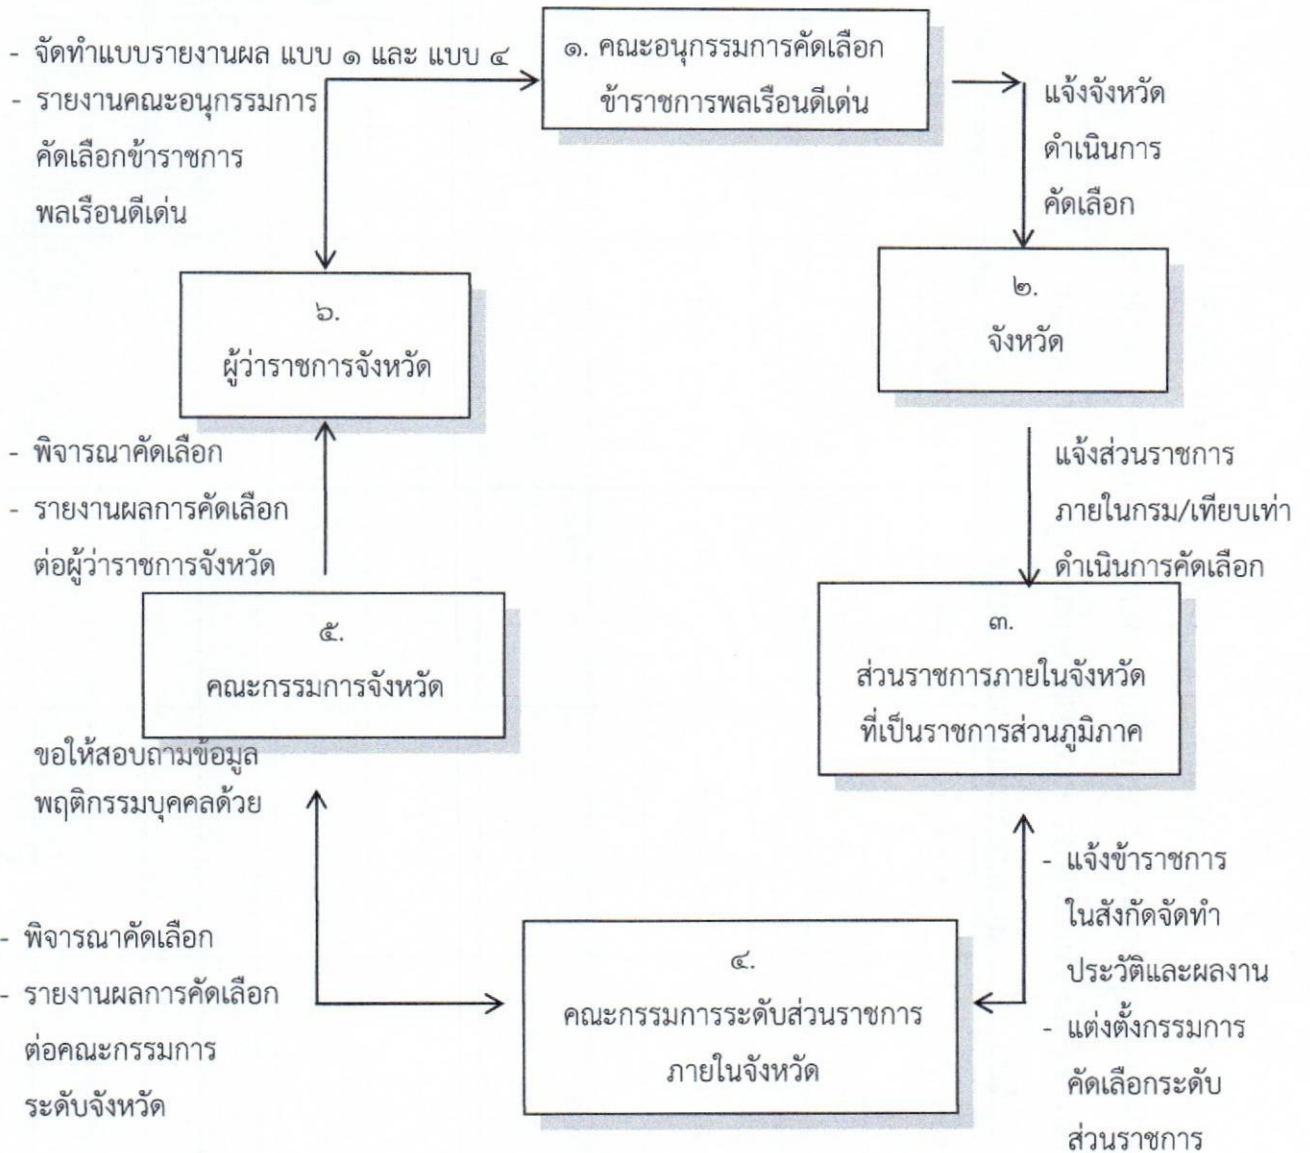 - จัดทำแบบรายงานผล แบบ ๑ และ แบบ ๔
- รายงานคณะอนุกรรมการ
คัดเลือกข้าราชการ
พลเรือนดีเด่น
๑. คณะอนุกรรมการคัดเลือก
ข้าราชการพลเรือนดีเด่น
แจ้งจังหวัด
ดำเนินการ
คัดเลือก
๒.
จังหวัด
แจ้งส่วนราชการ
ภายในกรม/เทียบเท่า
ดำเนินการคัดเลือก
๓.
ส่วนราชการภายในจังหวัด
ที่เป็นราชการส่วนภูมิภาค
- แจ้งข้าราชการ
ในสังกัดจัดทำ
ประวัติและผลงาน
- แต่งตั้งกรรมการ
คัดเลือกระดับ
ส่วนราชการ
๔.
คณะกรรมการระดับส่วนราชการ
ภายในจังหวัด
- พิจารณาคัดเลือก
- รายงานผลการคัดเลือก
ต่อคณะกรรมการ
ระดับจังหวัด
๕.
คณะกรรมการจังหวัด
ขอให้สอบถามข้อมูล
พฤติกรรมบุคคลด้วย
- พิจารณาคัดเลือก
- รายงานผลการคัดเลือก
ต่อผู้ว่าราชการจังหวัด
๖.
ผู้ว่าราชการจังหวัด